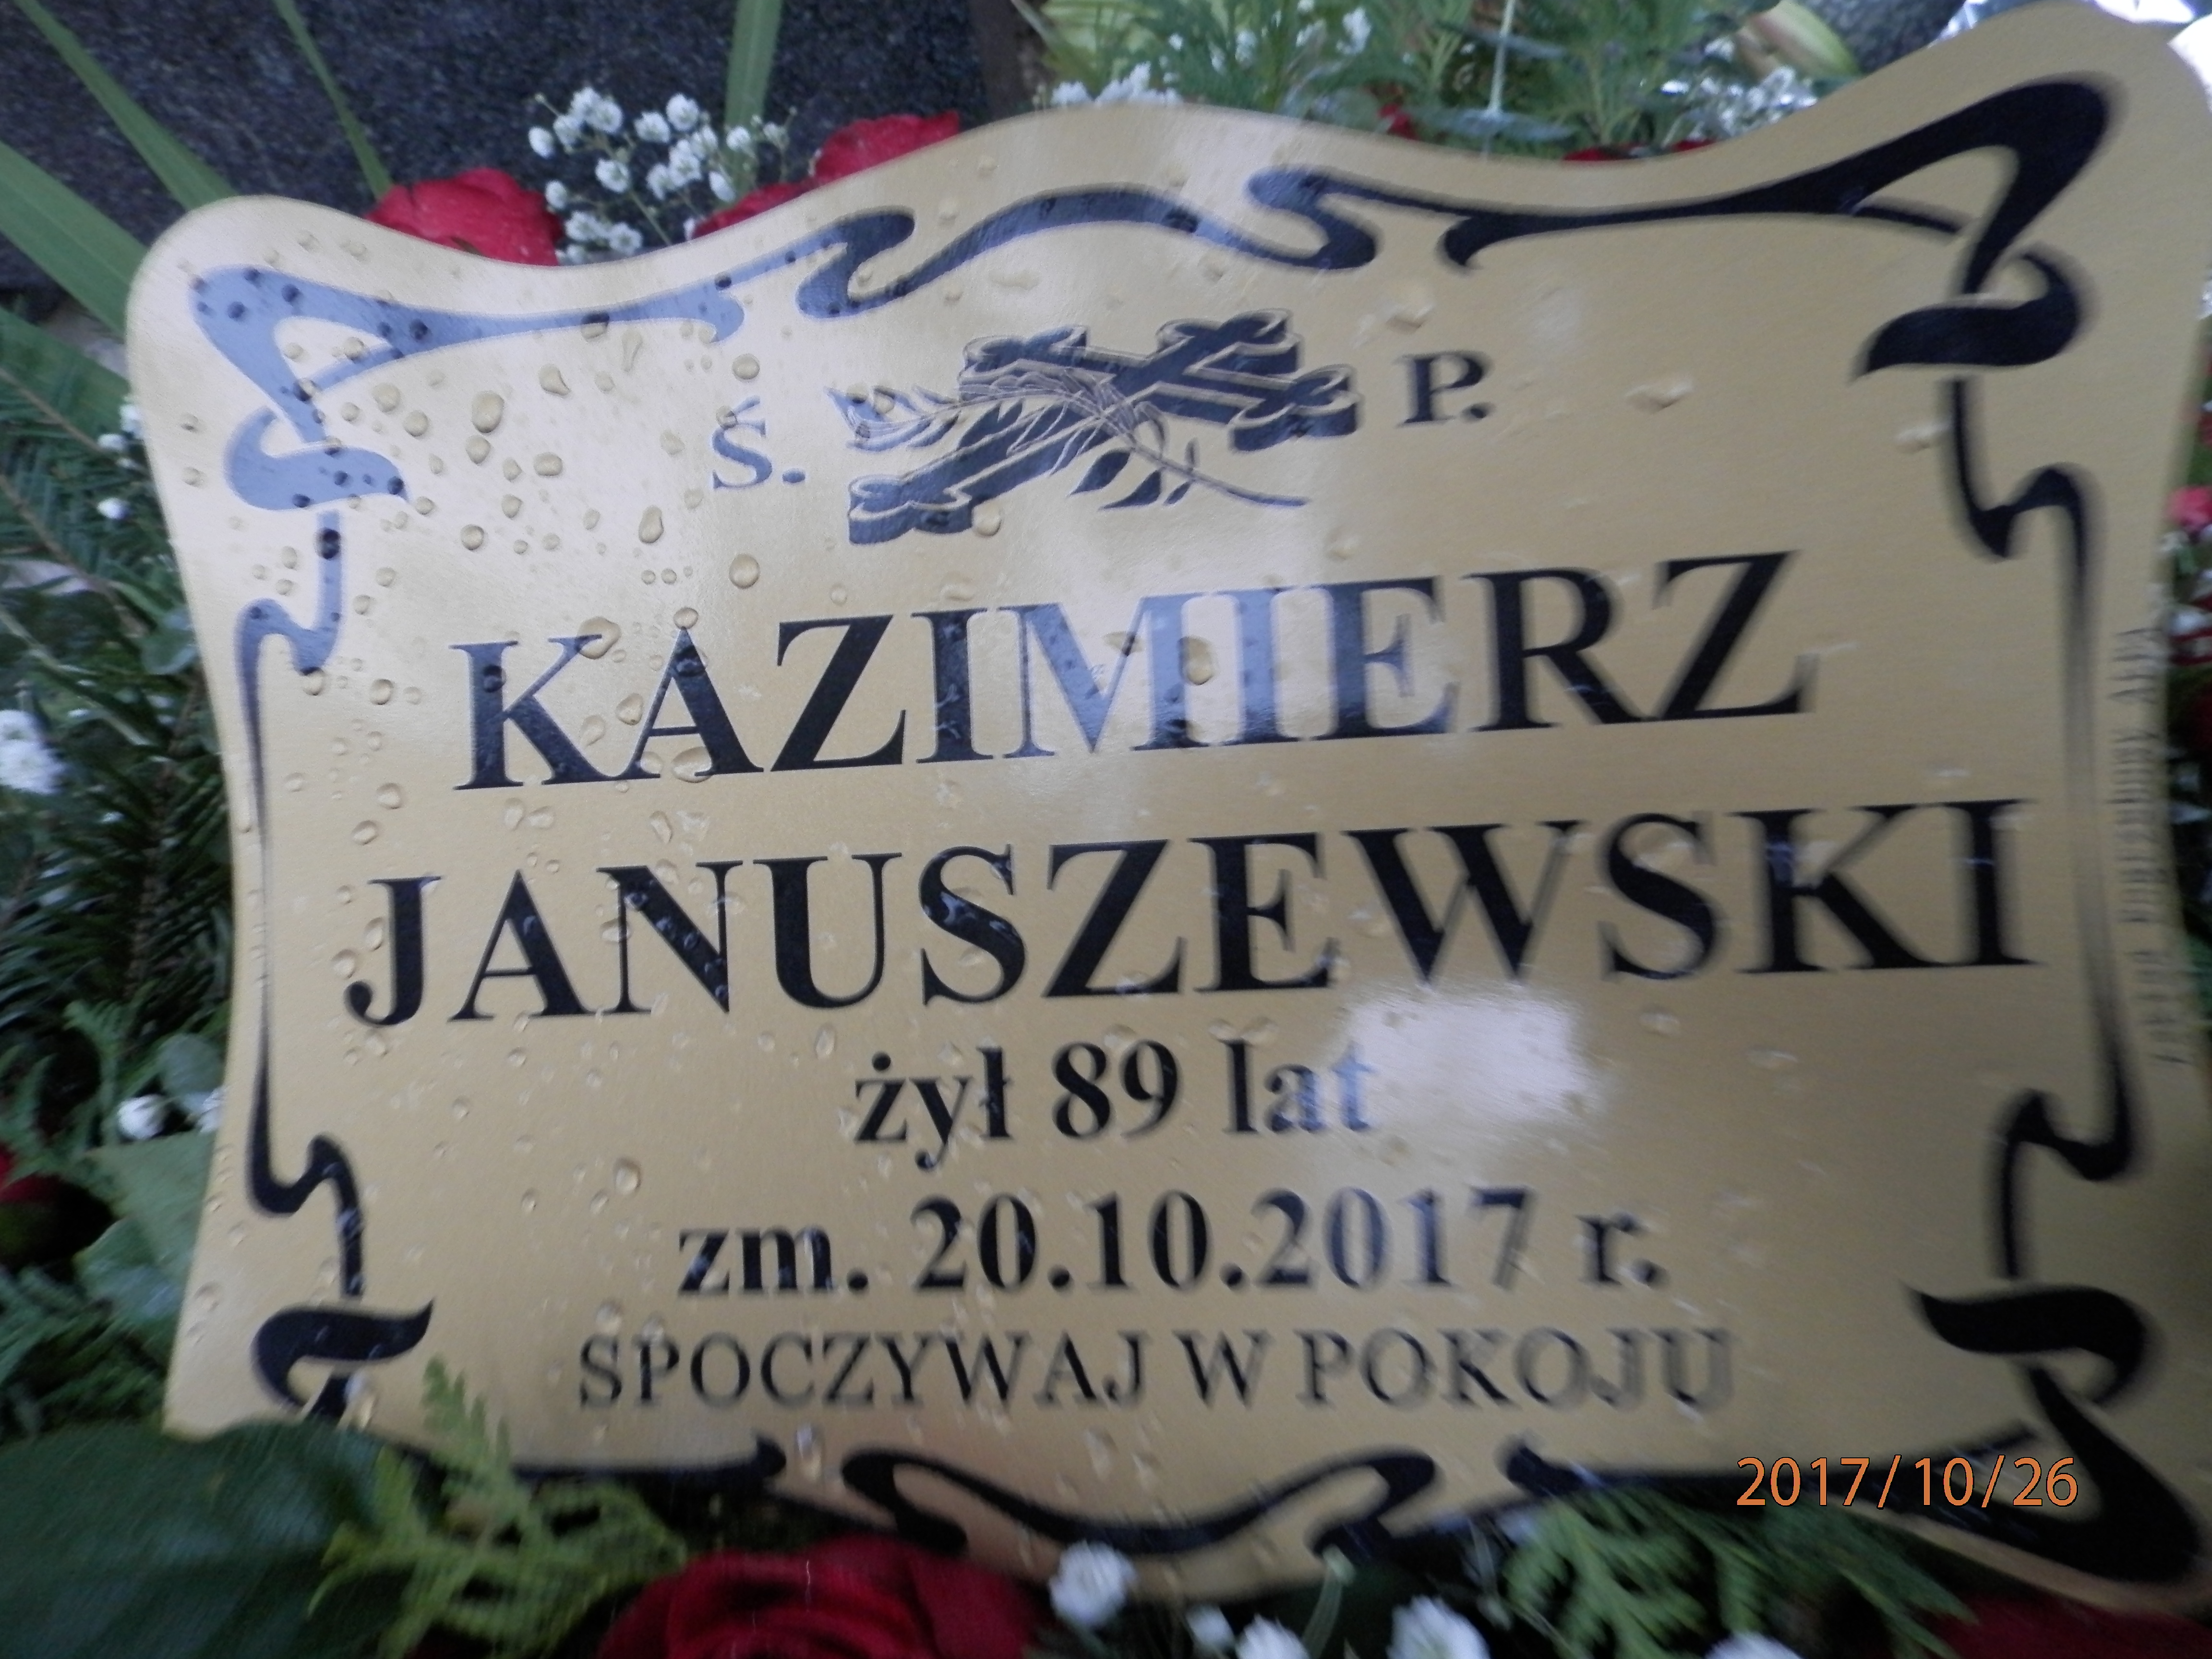 Ś. P.
KAZIMIERZ
JANUSZEWSKI
żył 89 lat
zm. 20.10.2017 r.
SPOCZYWAJ W POKOJU
2017/10/26